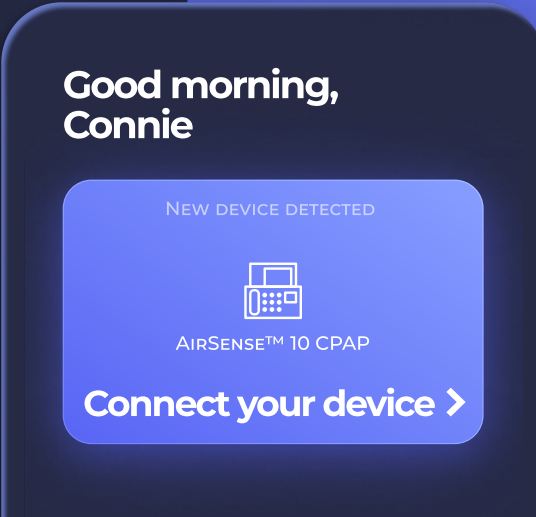 Good morning,
Connie
New device detected
AirSense™ 10 CPAP
Connect your device